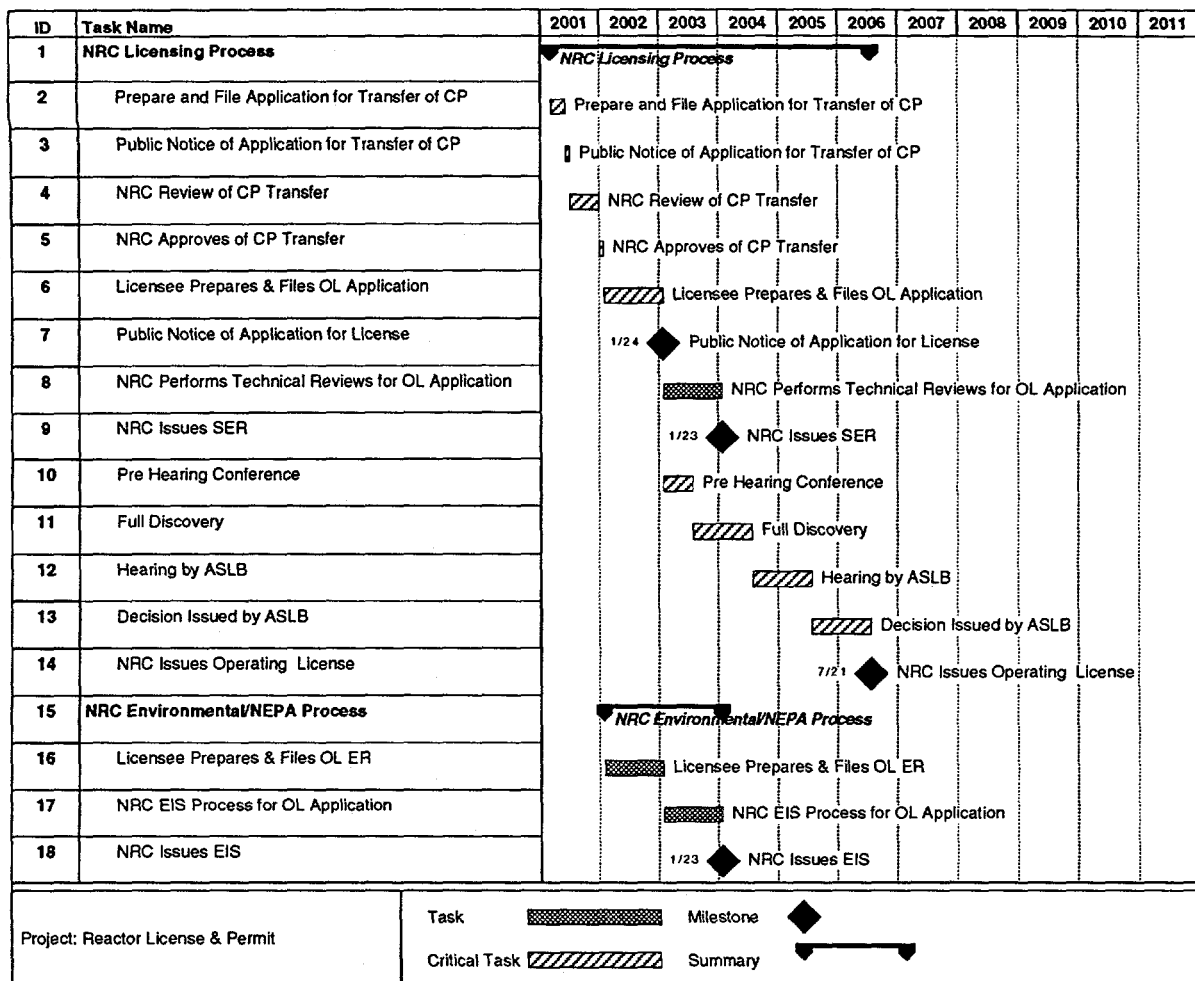 ID Task Name 2001 2002 2003 2004 2005 2006 2007 2008 2009 2010 2011
1 NRC Licensing Process NRC Licensing Process
2 Prepare and File Application for Transfer of CP Prepare and File Application for Transfer of CP
3 Public Notice of Application for Transfer of CP Public Notice of Application for Transfer of CP
4 NRC Review of CP Transfer NRC Review of CP Transfer
5 NRC Approves of CP Transfer NRC Approves of CP Transfer
6 Licensee Prepares & Files OL Application Licensee Prepares & Files OL Application
7 Public Notice of Application for License 1/24 Public Notice of Application for License
8 NRC Performs Technical Reviews for OL Application NRC Performs Technical Reviews for OL Application
9 NRC Issues SER 1/23 NRC Issues SER
10 Pre Hearing Conference Pre Hearing Conference
11 Full Discovery Full Discovery
12 Hearing by ASLB Hearing by ASLB
13 Decision Issued by ASLB Decision Issued by ASLB
14 NRC Issues Operating License 7/21 NRC Issues Operating License
15 NRC Environmental/NEPA Process NRC Environmental/NEPA Process
16 Licensee Prepares & Files OL ER Licensee Prepares & Files OL ER
17 NRC EIS Process for OL Application NRC EIS Process for OL Application
18 NRC Issues EIS 1/23 NRC Issues EIS
Project: Reactor License & Permit
Task Milestone
Critical Task Summary